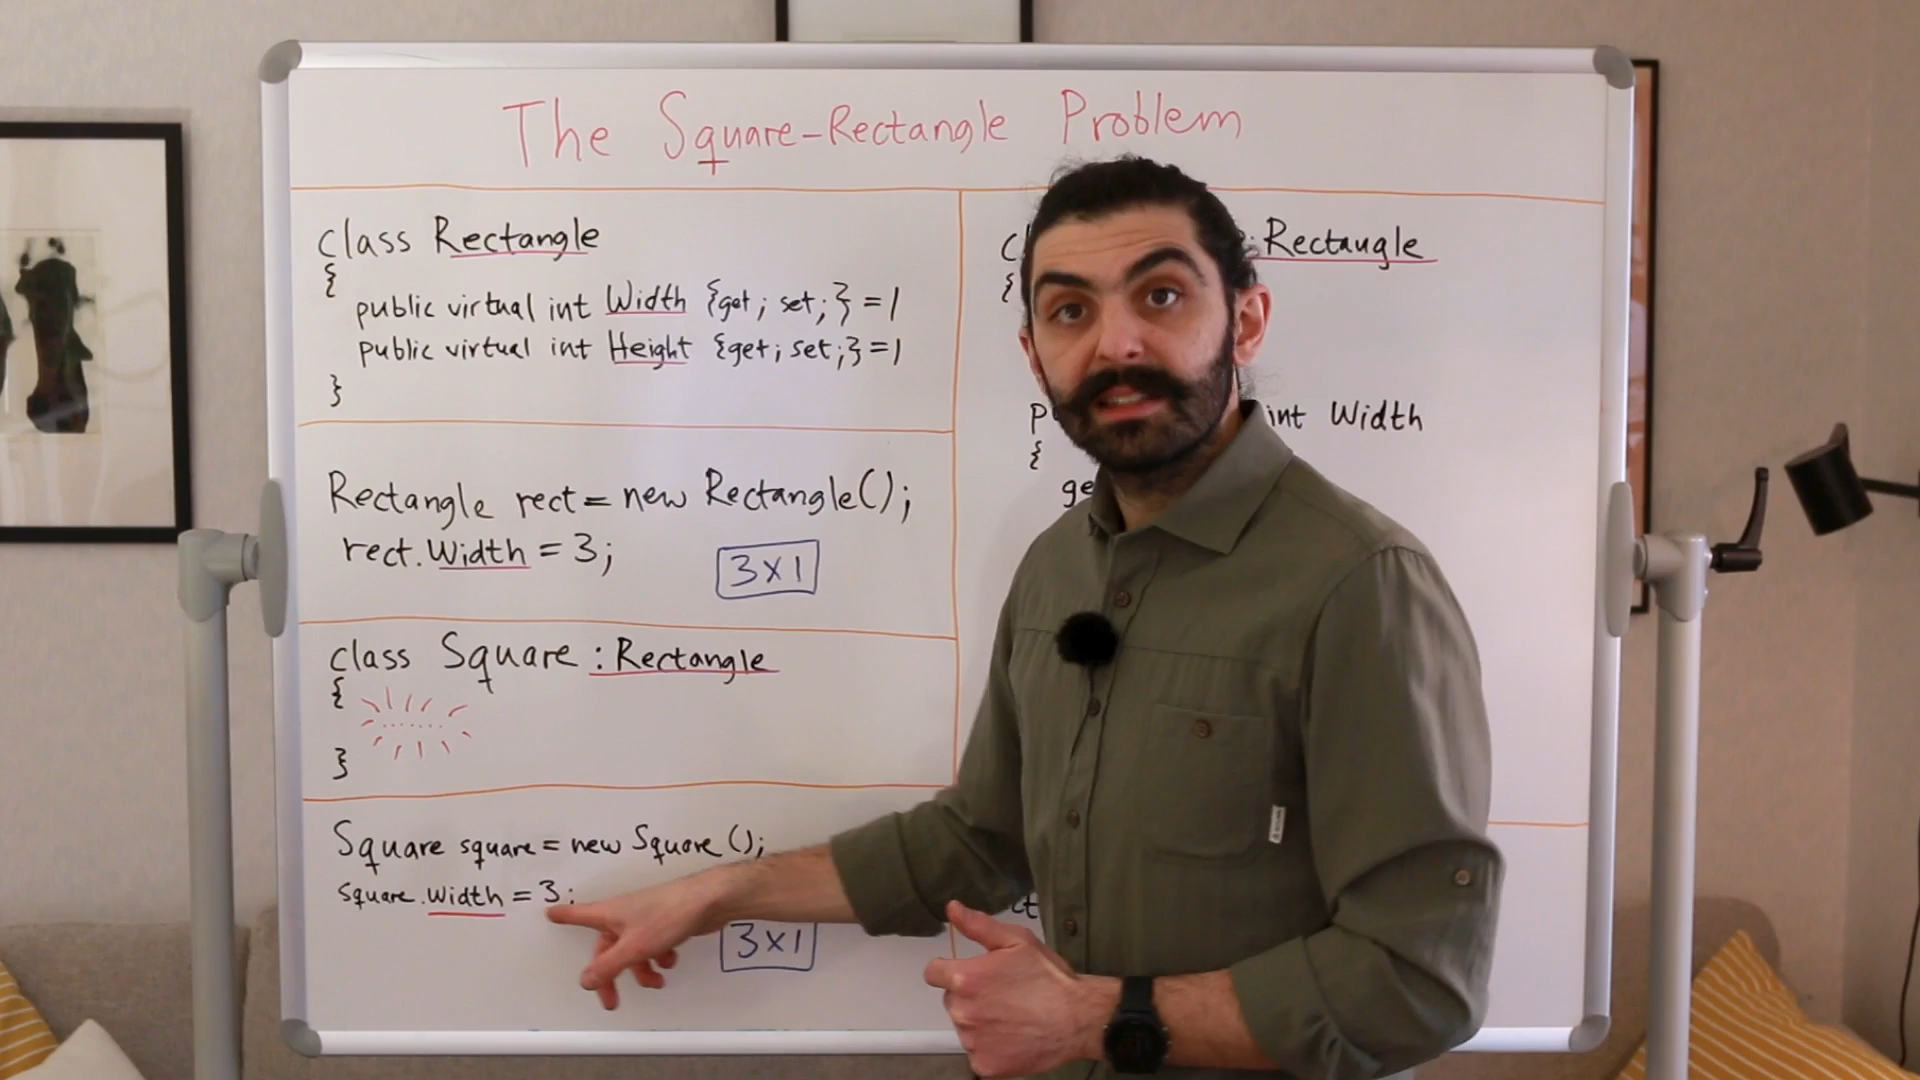 The Square-Rectangle Problem
class Rectangle
{
public virtual int Width {get; set;} = 1
public virtual int Height {get; set;} = 1
}
Rectangle rect = new Rectangle();
rect.Width = 3;
3x1
class Square : Rectangle
{
}
Square square = new Square();
square.Width = 3;
3x1
: Rectangle
{
int Width
{